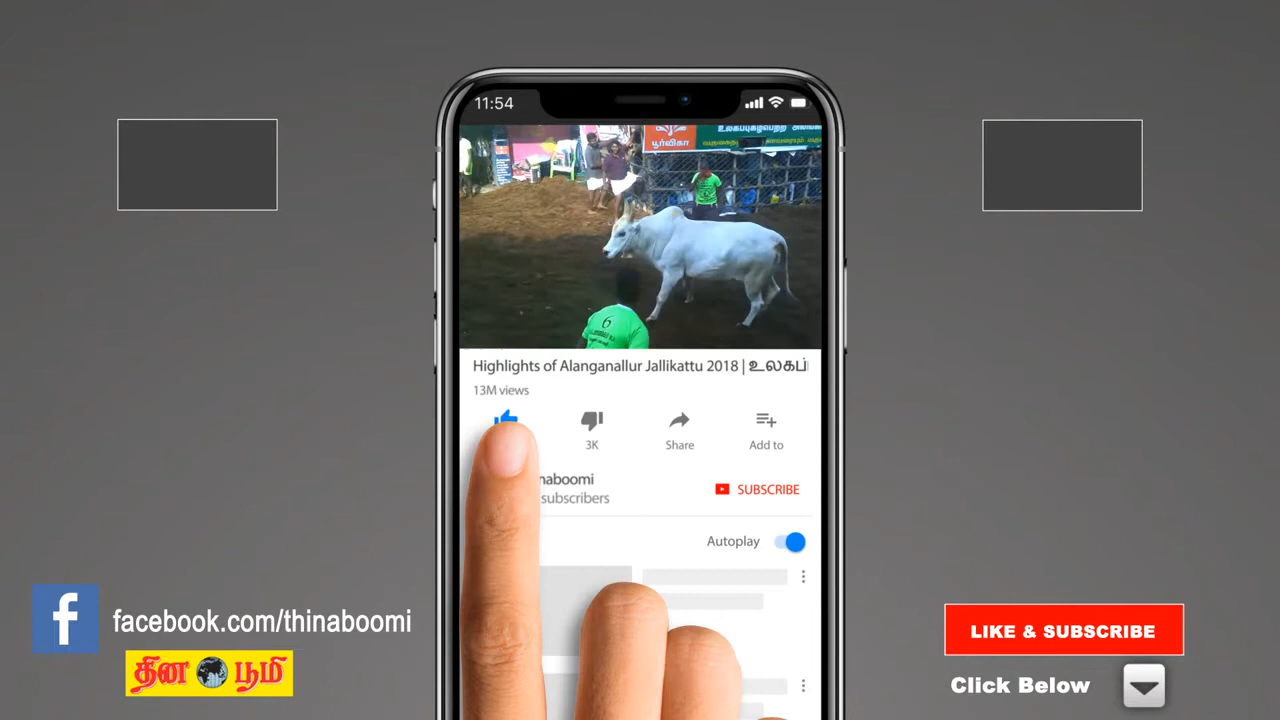 11:54
பூர்விகா
6
Highlights of Alanganallur Jallikattu 2018 | உலகப்
13M views
3K
Share
Add to
naboomi
subscribers
SUBSCRIBE
Autoplay
facebook.com/thinaboomi
தின பூமி
LIKE & SUBSCRIBE
Click Below